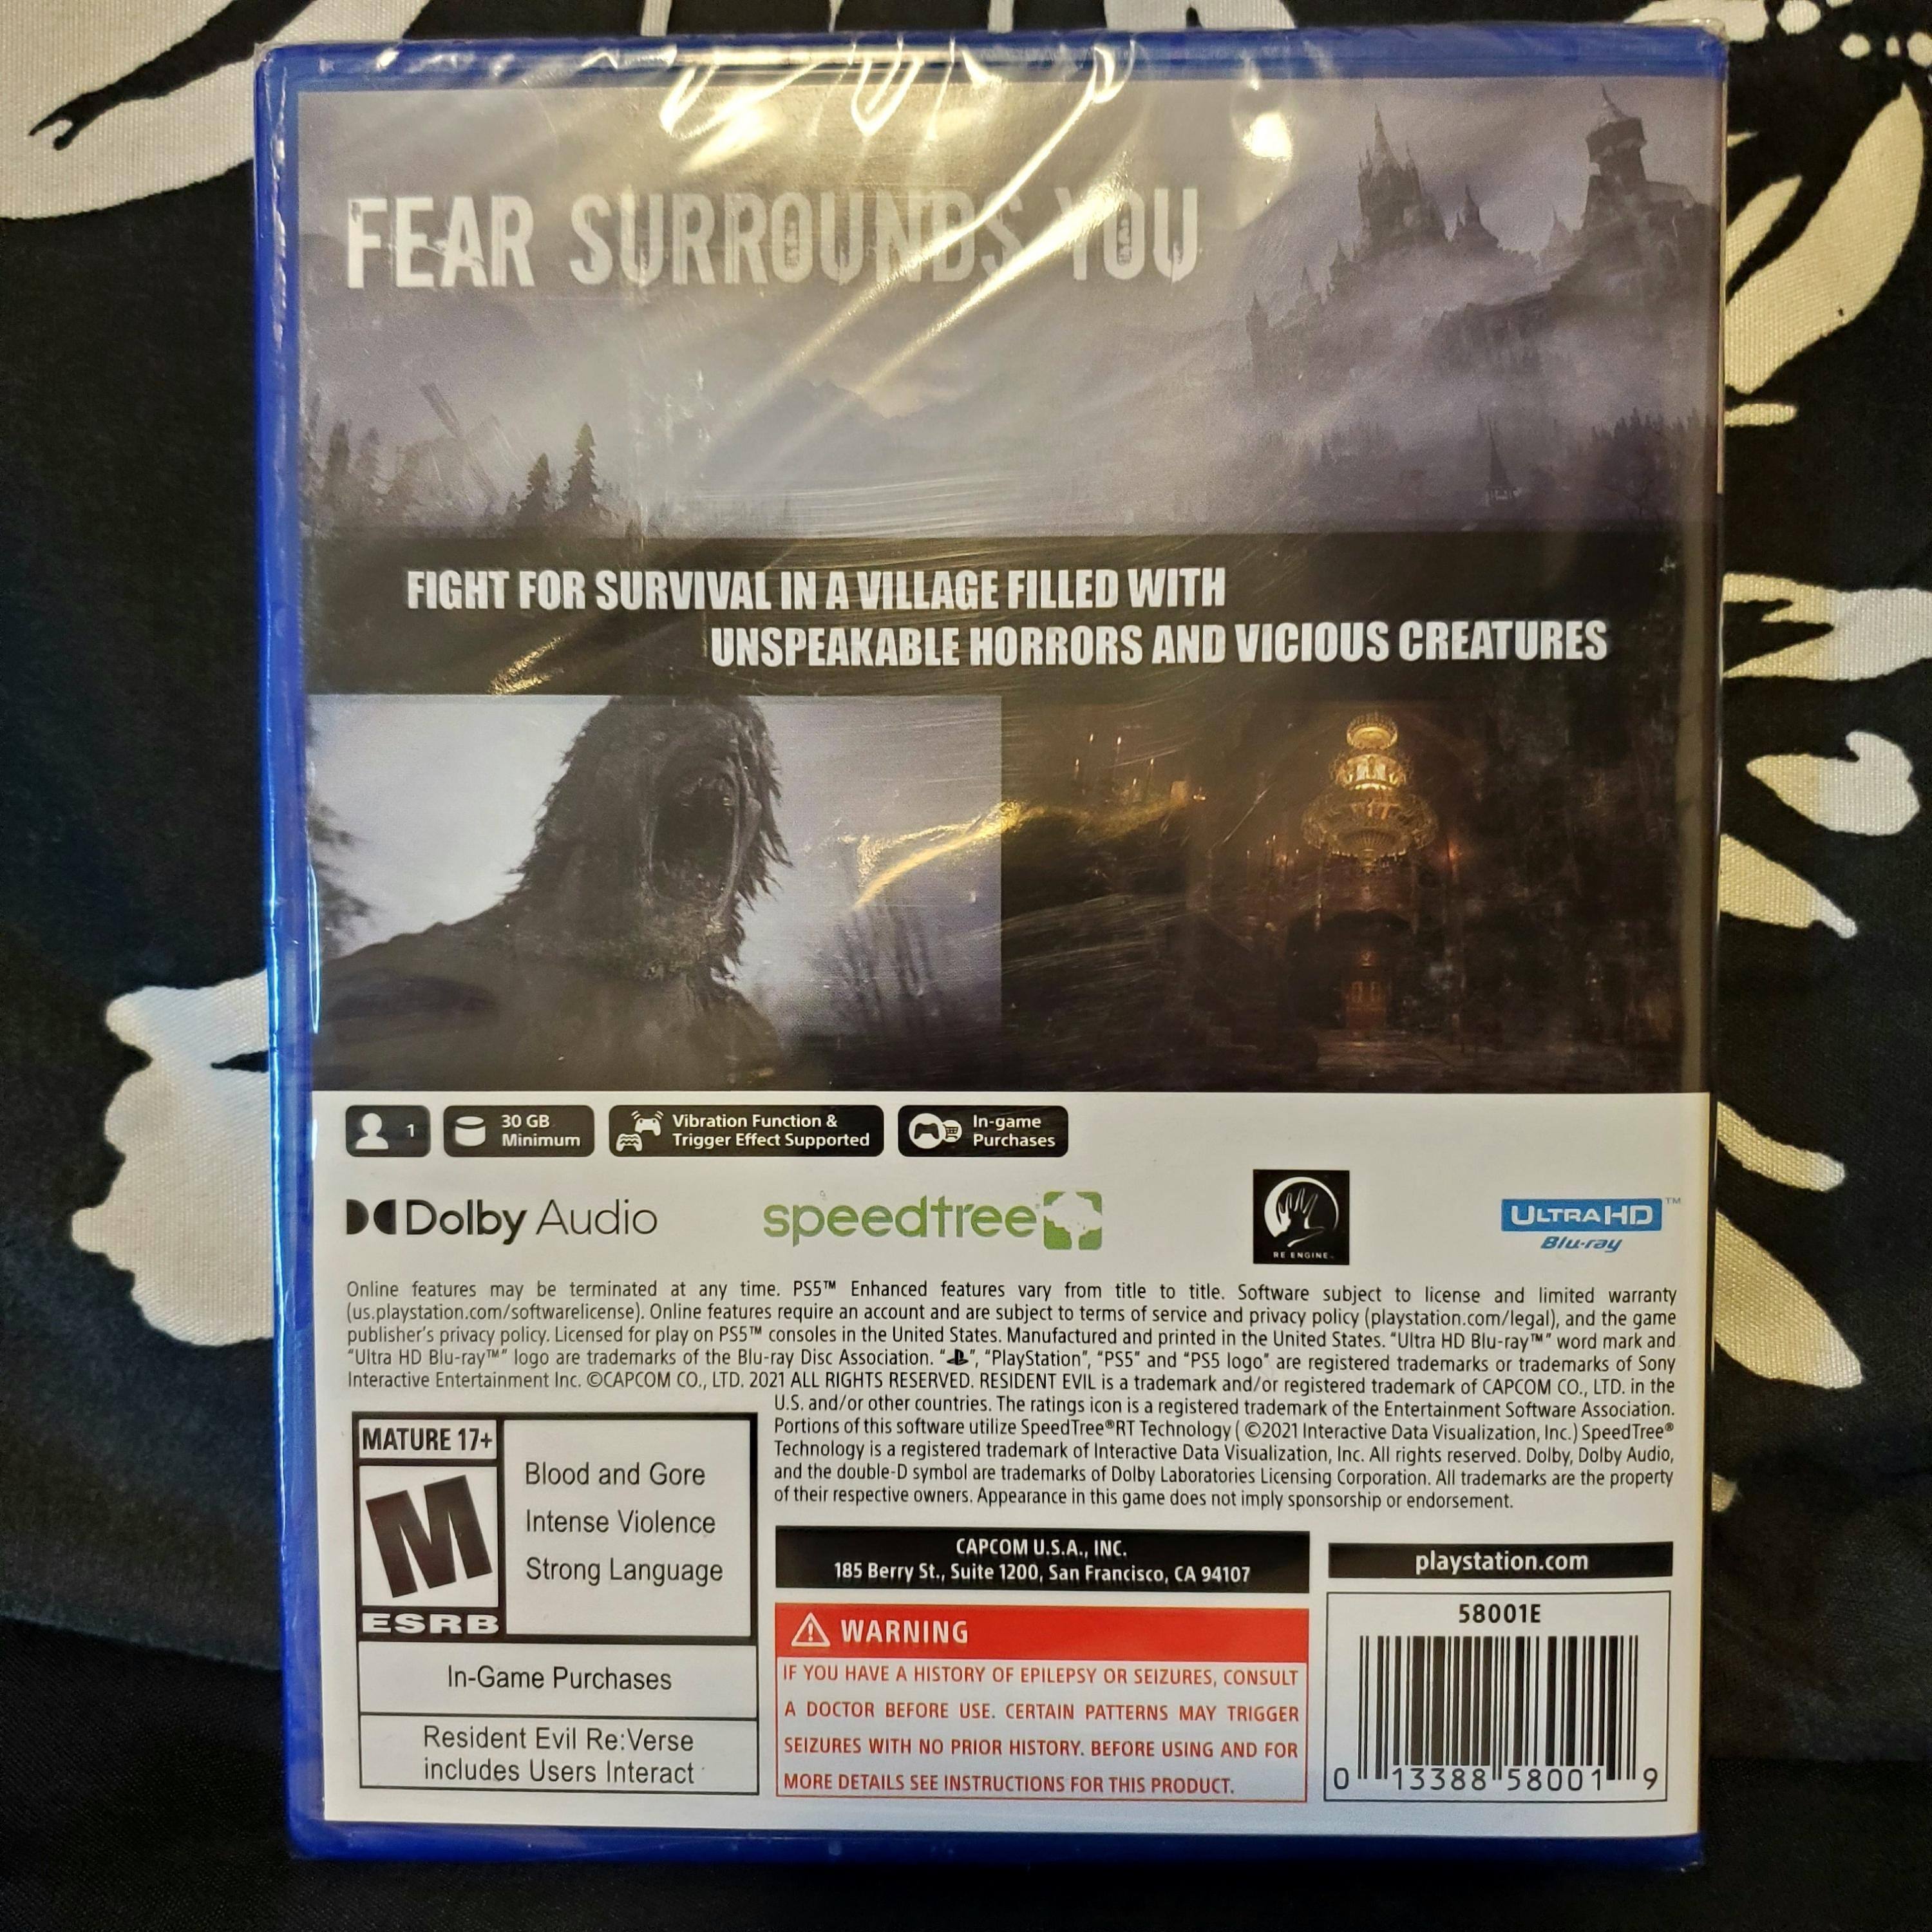 FEAR SURROUNDS YOU
FIGHT FOR SURVIVAL IN A VILLAGE FILLED WITH
UNSPEAKABLE HORRORS AND VICIOUS CREATURES
1
30 GB
Minimum
Vibration Function &
Trigger Effect Supported
In-game
Purchases
Dolby Audio
speedtree
RE ENGINE™
ULTRA HD™
Blu-ray
Online features may be terminated at any time. PS5™ Enhanced features vary from title to title. Software subject to license and limited warranty
(us.playstation.com/softwarelicense). Online features require an account and are subject to terms of service and privacy policy (playstation.com/legal), and the game
publisher's privacy policy. Licensed for play on PS5™ consoles in the United States. Manufactured and printed in the United States. "Ultra HD Blu-ray™" word mark and
"Ultra HD Blu-ray™" logo are trademarks of the Blu-ray Disc Association. "", "PlayStation", "PS5" and "PS5 logo" are registered trademarks or trademarks of Sony
Interactive Entertainment Inc. ©CAPCOM CO., LTD. 2021 ALL RIGHTS RESERVED. RESIDENT EVIL is a trademark and/or registered trademark of CAPCOM CO., LTD. in the
U.S. and/or other countries. The ratings icon is a registered trademark of the Entertainment Software Association.
Portions of this software utilize SpeedTree®RT Technology ( ©2021 Interactive Data Visualization, Inc.) SpeedTree®
Technology is a registered trademark of Interactive Data Visualization, Inc. All rights reserved. Dolby, Dolby Audio,
and the double-D symbol are trademarks of Dolby Laboratories Licensing Corporation. All trademarks are the property
of their respective owners. Appearance in this game does not imply sponsorship or endorsement.
MATURE 17+
M
ESRB
Blood and Gore
Intense Violence
Strong Language
In-Game Purchases
Resident Evil Re:Verse
includes Users Interact
CAPCOM U.S.A., INC.
185 Berry St., Suite 1200, San Francisco, CA 94107
WARNING
IF YOU HAVE A HISTORY OF EPILEPSY OR SEIZURES, CONSULT
A DOCTOR BEFORE USE. CERTAIN PATTERNS MAY TRIGGER
SEIZURES WITH NO PRIOR HISTORY. BEFORE USING AND FOR
MORE DETAILS SEE INSTRUCTIONS FOR THIS PRODUCT.
playstation.com
58001E
0 13388 58001 9